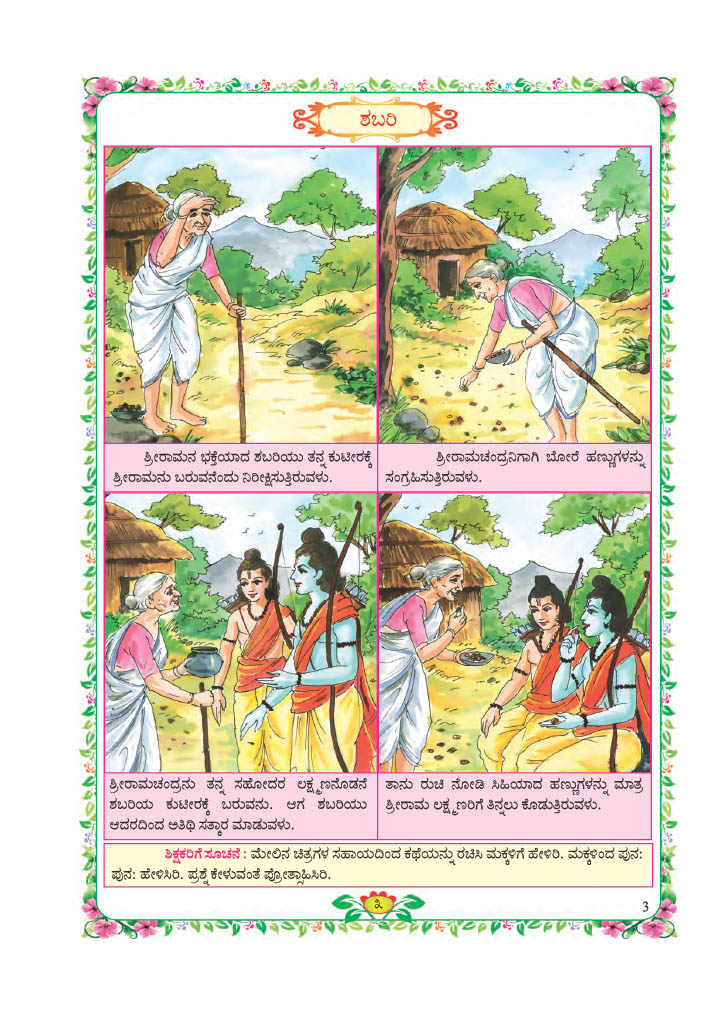 ಶಬರಿ
ಶ್ರೀರಾಮನ ಭಕ್ತೆಯಾದ ಶಬರಿಯು ತನ್ನ ಕುಟೀರಕ್ಕೆ
ಶ್ರೀರಾಮನು ಬರುವನೆಂದು ನಿರೀಕ್ಷಿಸುತ್ತಿರುವಳು.
ಶ್ರೀರಾಮಚಂದ್ರನಿಗಾಗಿ ಬೋರೆ ಹಣ್ಣುಗಳನ್ನು
ಸಂಗ್ರಹಿಸುತ್ತಿರುವಳು.
ಶ್ರೀರಾಮಚಂದ್ರನು ತನ್ನ ಸಹೋದರ ಲಕ್ಷ್ಮಣನೊಡನೆ
ಶಬರಿಯ ಕುಟೀರಕ್ಕೆ ಬರುವನು. ಆಗ ಶಬರಿಯು
ಆದರದಿಂದ ಅತಿಥಿ ಸತ್ಕಾರ ಮಾಡುವಳು.
ತಾನು ರುಚಿ ನೋಡಿ ಸಿಹಿಯಾದ ಹಣ್ಣುಗಳನ್ನು ಮಾತ್ರ
ಶ್ರೀರಾಮ ಲಕ್ಷ್ಮಣರಿಗೆ ತಿನ್ನಲು ಕೊಡುತ್ತಿರುವಳು.
ಶಿಕ್ಷಕರಿಗೆ ಸೂಚನೆ : ಮೇಲಿನ ಚಿತ್ರಗಳ ಸಹಾಯದಿಂದ ಕಥೆಯನ್ನು ರಚಿಸಿ ಮಕ್ಕಳಿಗೆ ಹೇಳಿರಿ. ಮಕ್ಕಳಿಂದ ಪುನ:
ಪುನ: ಹೇಳಿಸಿರಿ. ಪ್ರಶ್ನೆ ಕೇಳುವಂತೆ ಪ್ರೋತ್ಸಾಹಿಸಿರಿ.
೩
3